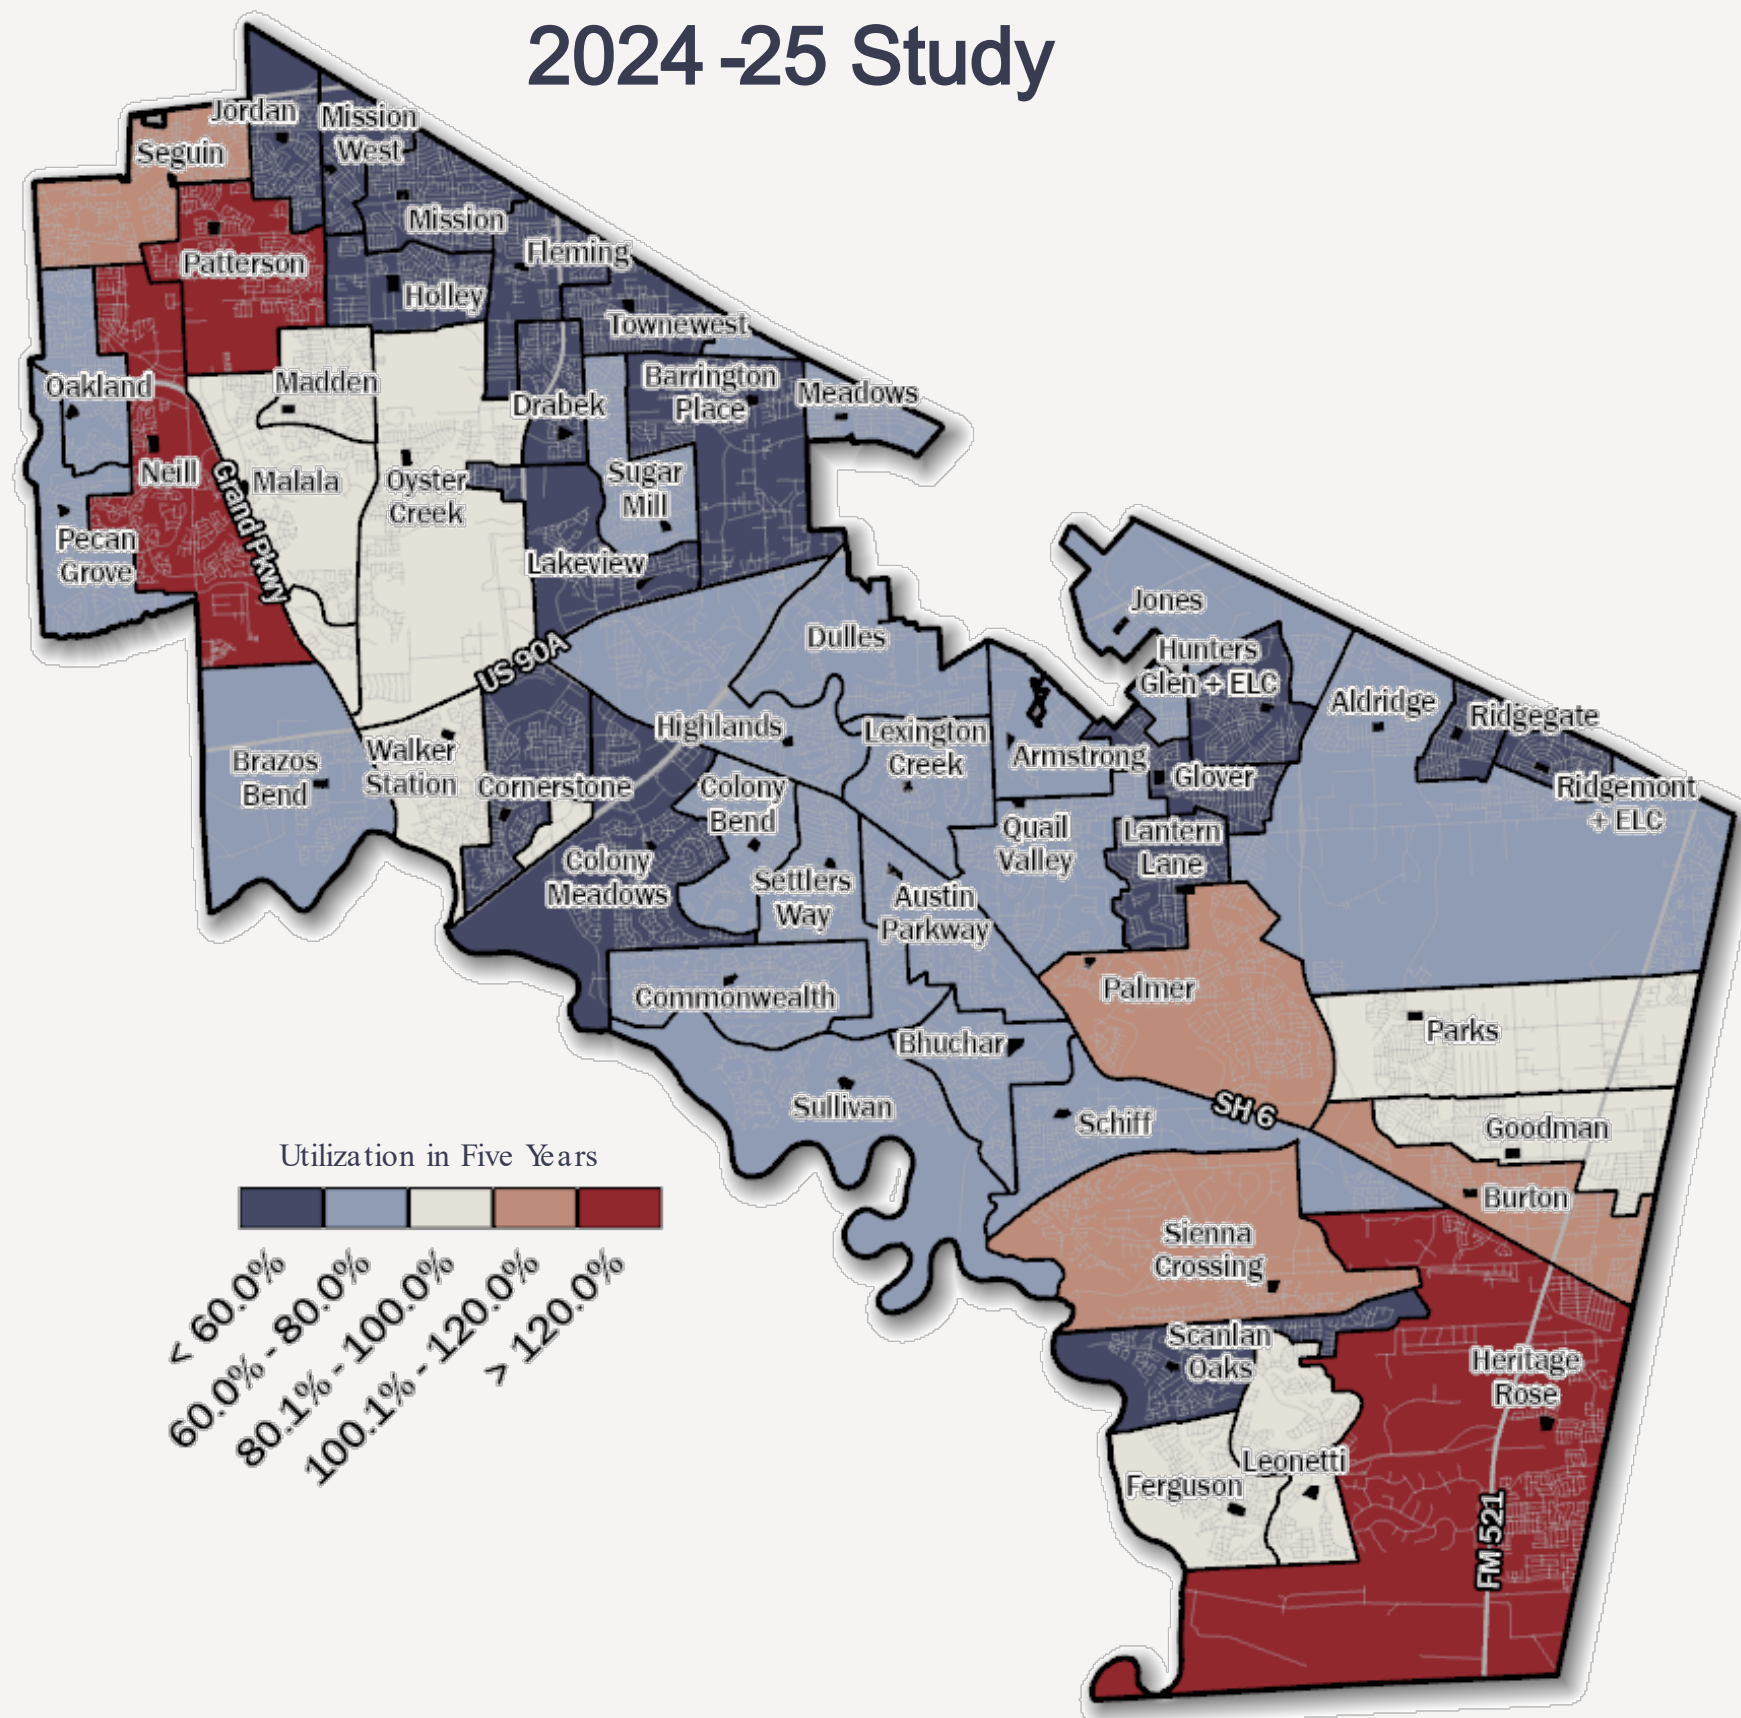 2024-25 Study
Jordan
Mission
West
Seguin
Mission
Fleming
Patterson
Holley
Townewest
Oakland
Madden
Barrington
Place
Meadows
Drabek
Neill
Grand Pkwy
Malala
Oyster
Creek
Sugar
Mill
Pecan
Grove
Lakeview
Jones
Dulles
US 90A
Hunters
Glen + ELC
Aldridge
Ridgegate
Highlands
Lexington
Creek
Armstrong
Walker
Station
Brazos
Bend
Cornerstone
Colony
Bend
Glover
Ridgemont
+ ELC
Quail
Valley
Lantern
Lane
Colony
Meadows
Settlers
Way
Austin
Parkway
Commonwealth
Palmer
Parks
Bhuchar
Sullivan
Schiff
SH 6
Goodman
Burton
Utilization in Five Years
< 60.0%
60.0% - 80.0%
80.1% - 100.0%
100.1% - 120.0%
> 120.0%
Sienna
Crossing
Scanlan
Oaks
Heritage
Rose
Leonetti
Ferguson
FM 521